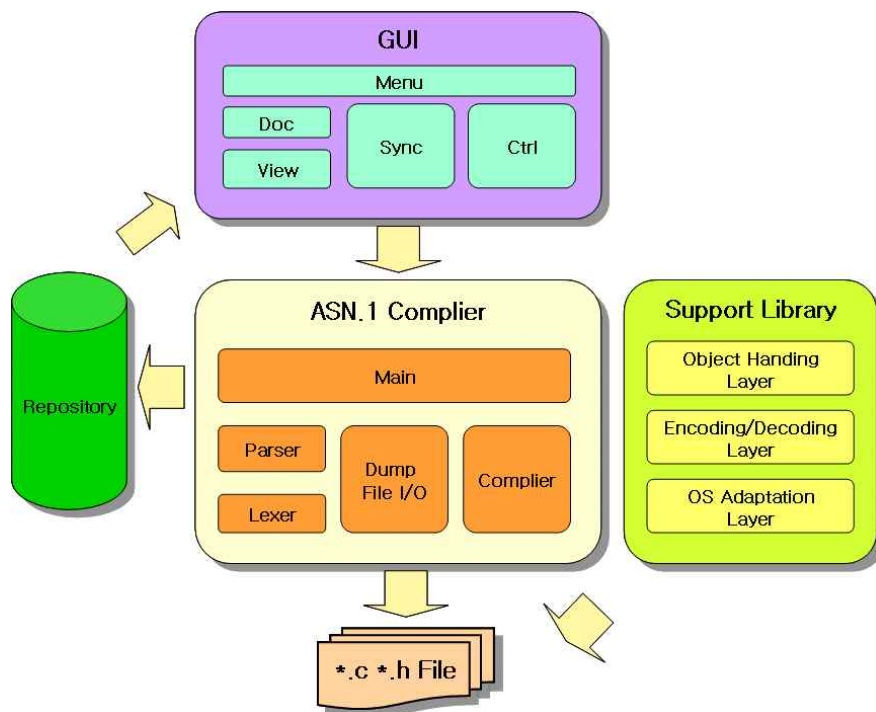 GUI
Menu
Doc
View
Sync
Ctrl
Repository
ASN.1 Complier
Main
Parser
Lexer
Dump
File I/O
Complier
Support Library
Object Handing
Layer
Encoding/Decoding
Layer
OS Adaptation
Layer
*.c *.h File